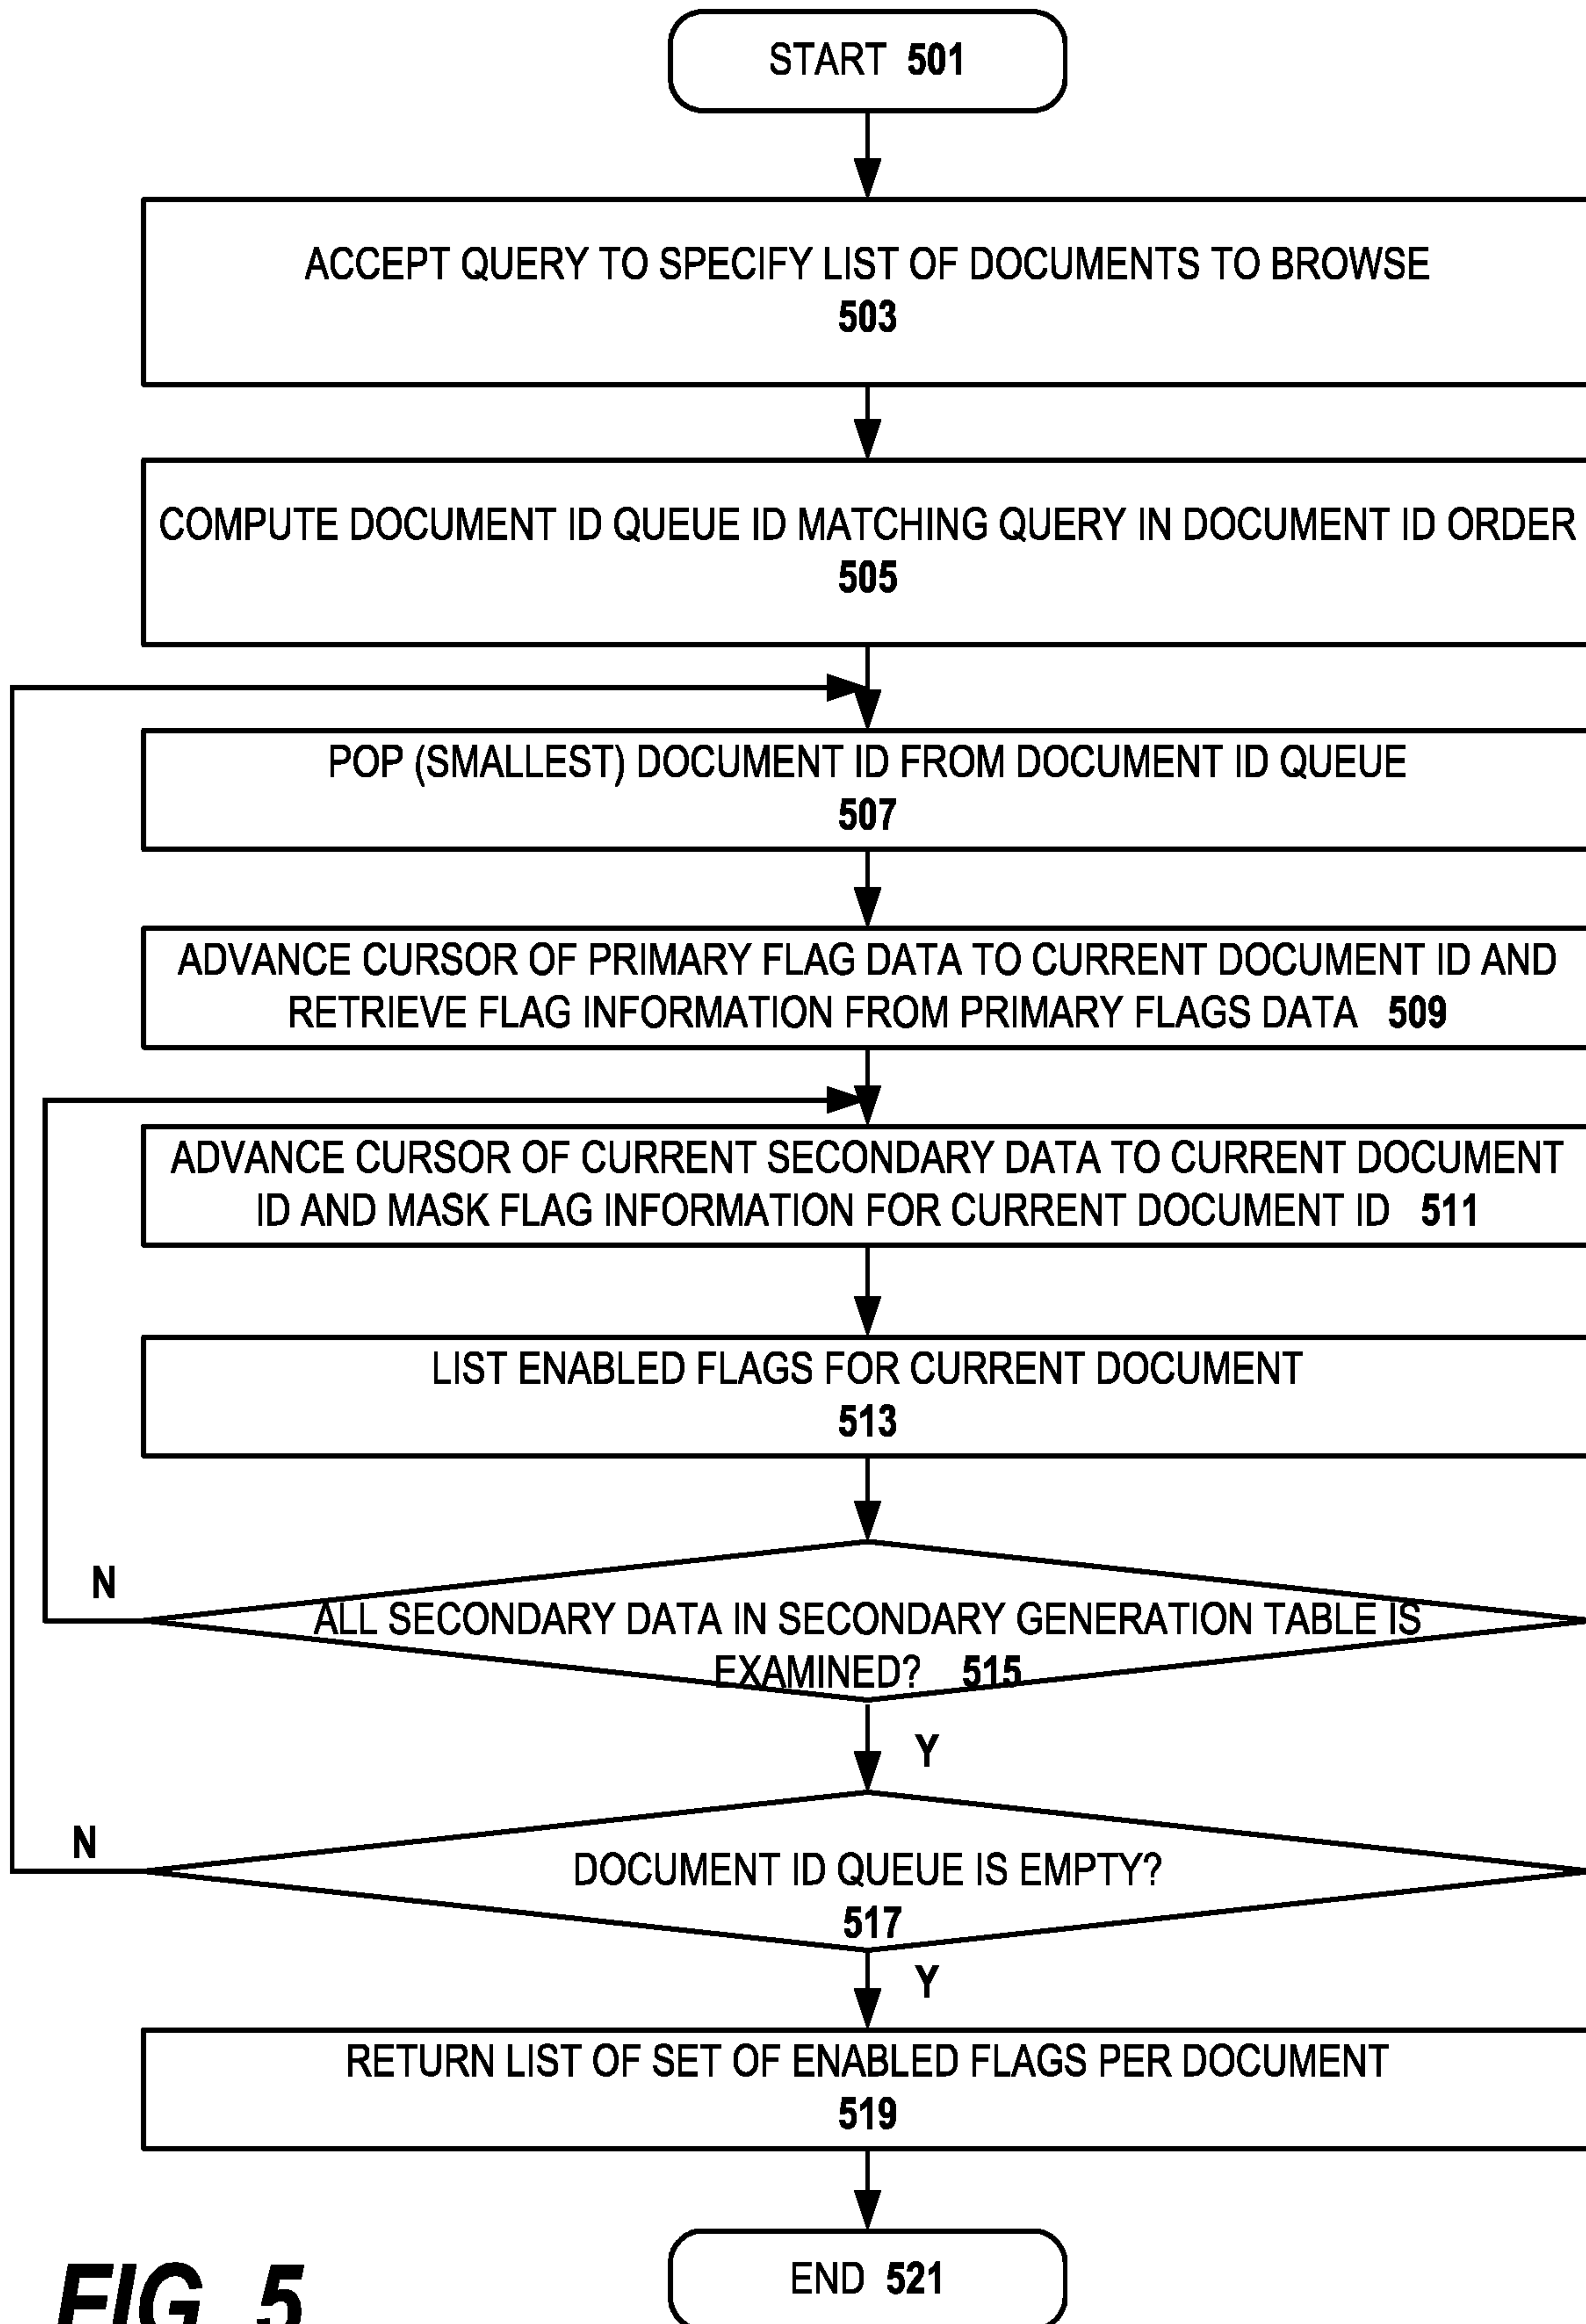 START 501
ACCEPT QUERY TO SPECIFY LIST OF DOCUMENTS TO BROWSE
503
COMPUTE DOCUMENT ID QUEUE ID MATCHING QUERY IN DOCUMENT ID ORDER
505
POP (SMALLEST) DOCUMENT ID FROM DOCUMENT ID QUEUE
507
ADVANCE CURSOR OF PRIMARY FLAG DATA TO CURRENT DOCUMENT ID AND
RETRIEVE FLAG INFORMATION FROM PRIMARY FLAGS DATA 509
ADVANCE CURSOR OF CURRENT SECONDARY DATA TO CURRENT DOCUMENT
ID AND MASK FLAG INFORMATION FOR CURRENT DOCUMENT ID 511
LIST ENABLED FLAGS FOR CURRENT DOCUMENT
513
N
ALL SECONDARY DATA IN SECONDARY GENERATION TABLE IS
EXAMINED? 515
Y
N
DOCUMENT ID QUEUE IS EMPTY?
517
Y
RETURN LIST OF SET OF ENABLED FLAGS PER DOCUMENT
519
END 521
FIG. 5